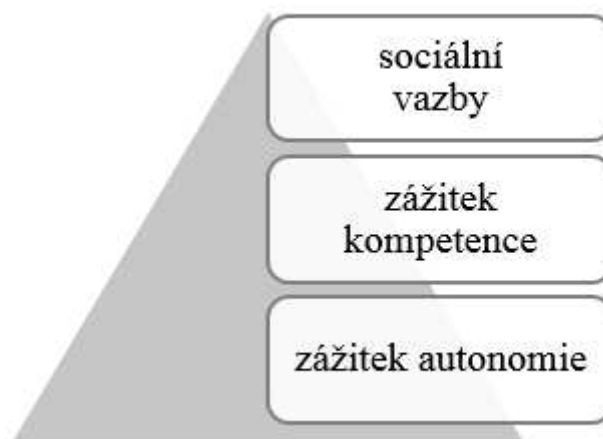 sociální
vazby
zážitek
kompetence
zážitek autonomie